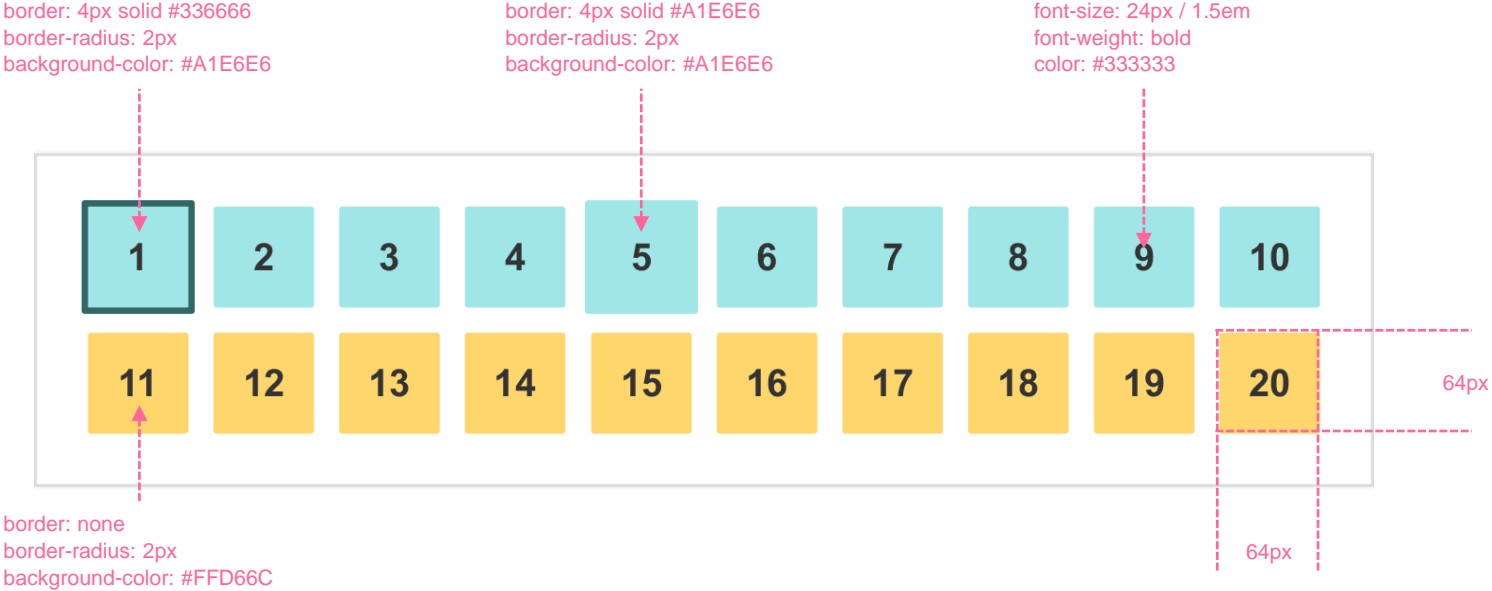 border: 4px solid #336666
border-radius: 2px
background-color: #A1E6E6
border: 4px solid #A1E6E6
border-radius: 2px
background-color: #A1E6E6
font-size: 24px / 1.5em
font-weight: bold
color: #333333
1 2 3 4 5 6 7 8 9 10
11 12 13 14 15 16 17 18 19 20
64px
border: none
border-radius: 2px
background-color: #FFD66C
64px